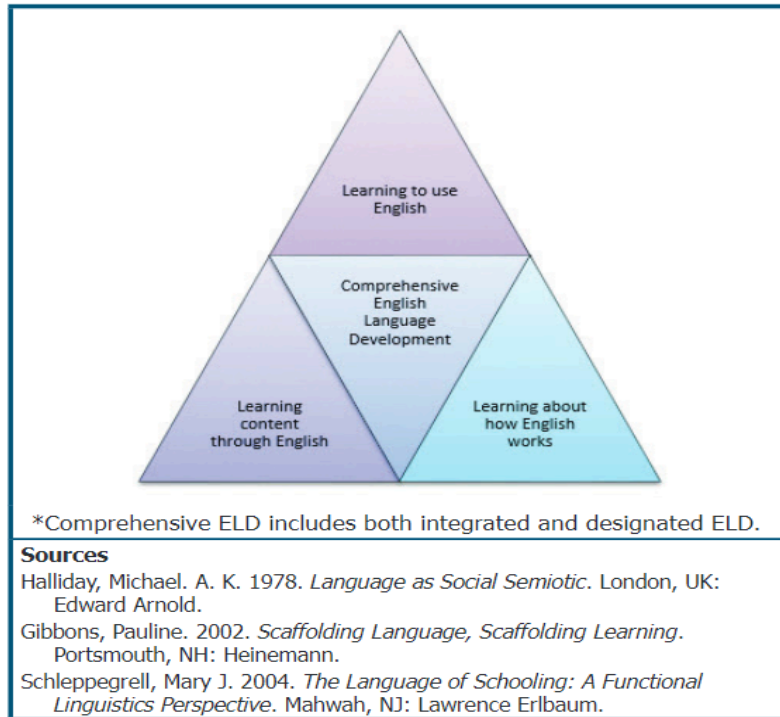 Learning to use
English
Comprehensive
English
Language
Development
Learning
content
through English
Learning about
how English
works
*Comprehensive ELD includes both integrated and designated ELD.
Sources
Halliday, Michael. A. K. 1978. Language as Social Semiotic. London, UK:
Edward Arnold.
Gibbons, Pauline. 2002. Scaffolding Language, Scaffolding Learning.
Portsmouth, NH: Heinemann.
Schleppegrell, Mary J. 2004. The Language of Schooling: A Functional
Linguistics Perspective. Mahwah, NJ: Lawrence Erlbaum.